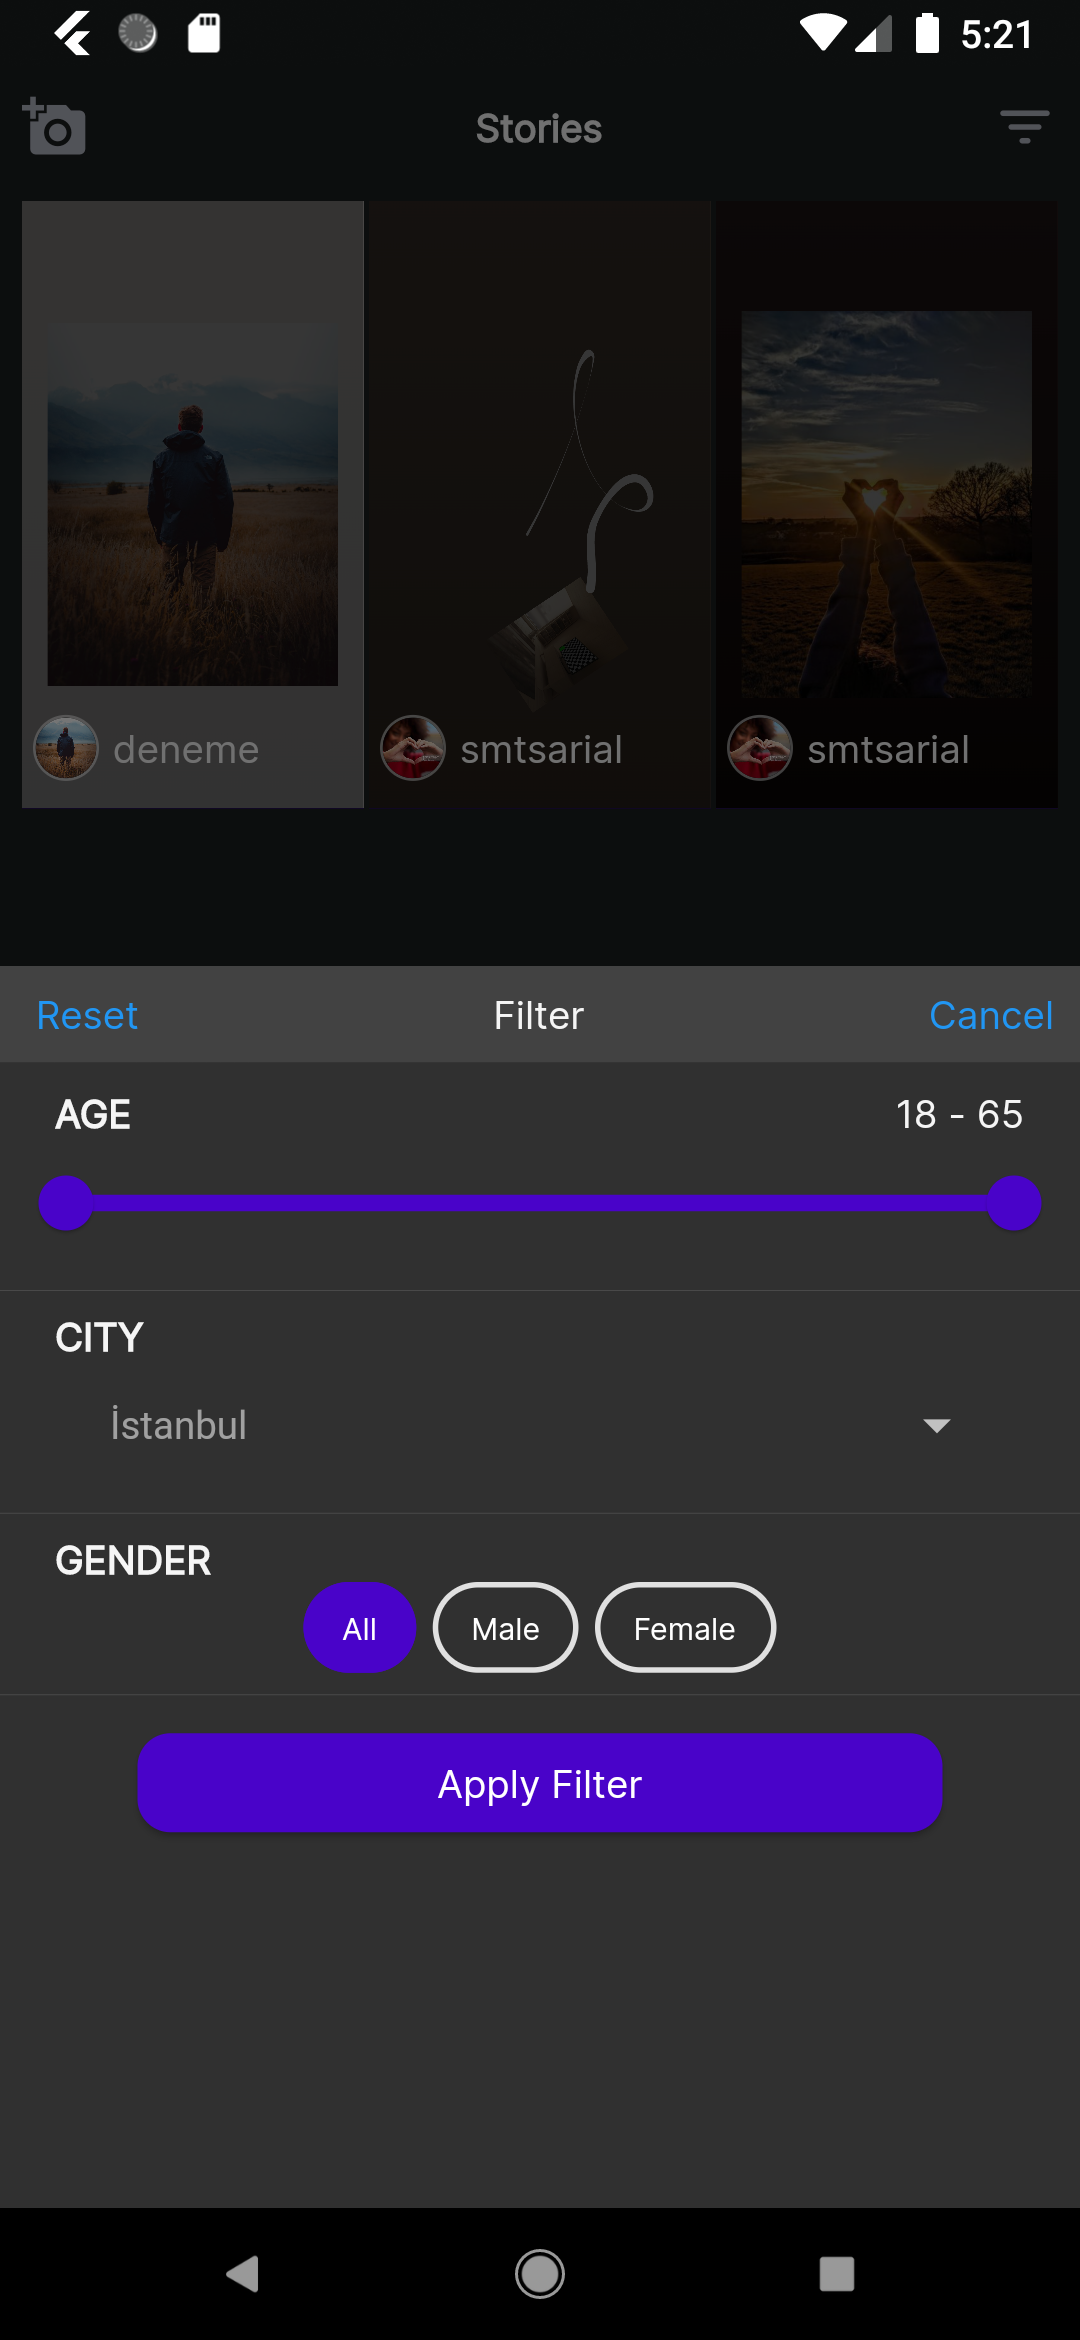 5:21
Stories
deneme
smtsarial
smtsarial
Reset
Filter
Cancel
AGE
18 - 65
CITY
İstanbul
GENDER
All
Male
Female
Apply Filter